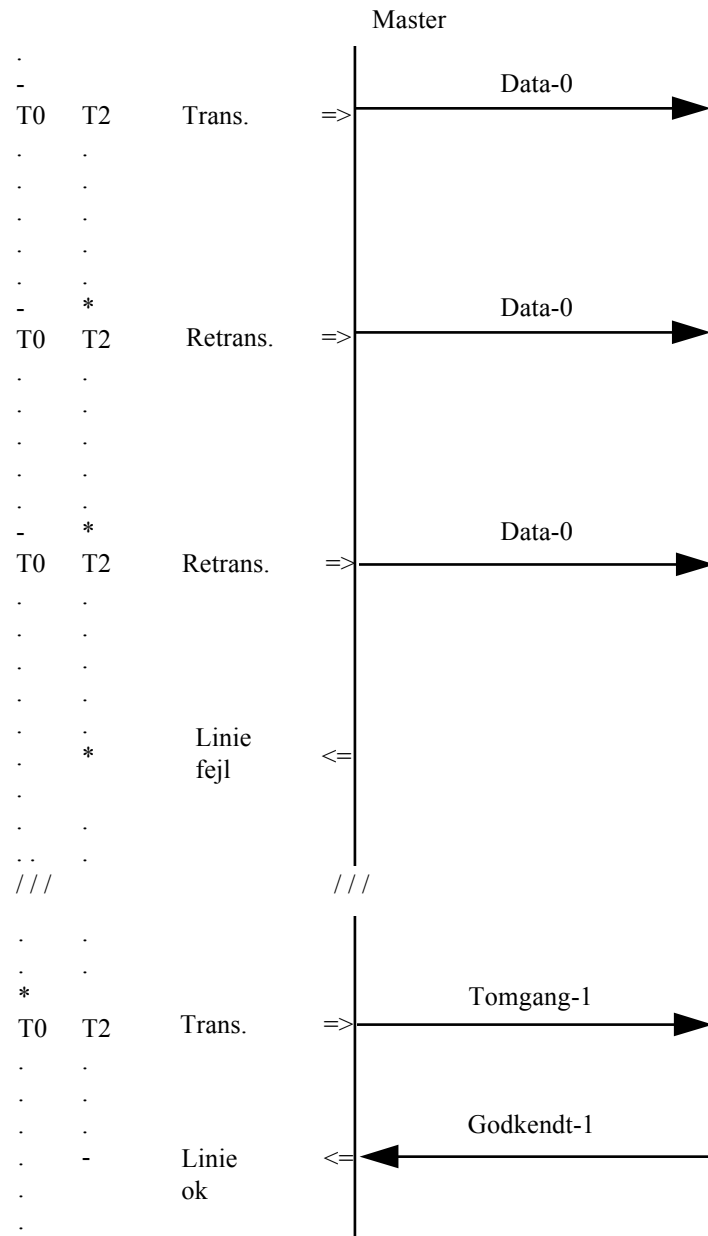 Master
.
- Data-0
T0 T2 Trans. =>
. .
. .
. .
. .
. .
- * Data-0
T0 T2 Retrans. =>
. .
. .
. .
. .
. .
- * Data-0
T0 T2 Retrans. =>
. .
. .
. .
. .
. .
. * Linie <=
fejl
.
. .
. . .
/ / / / / /
. .
. .
* Tomgang-1
T0 T2 Trans. =>
. .
. .
. . Godkendt-1
. - Linie <=
. ok
.